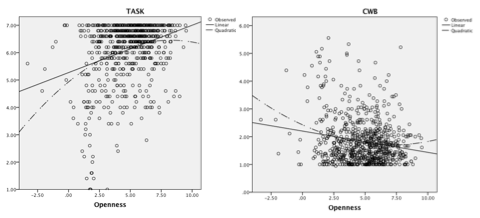 TASK
7.00
6.00
5.00
4.00
3.00
2.00
1.00
-2.50
.00
2.50
5.00
7.50
10.00
Openness
Observed
Linear
Quadratic
CWB
6.00
5.00
4.00
3.00
2.00
1.00
.00
-2.50
.00
2.50
5.00
7.50
10.00
Openness
Observed
Linear
Quadratic